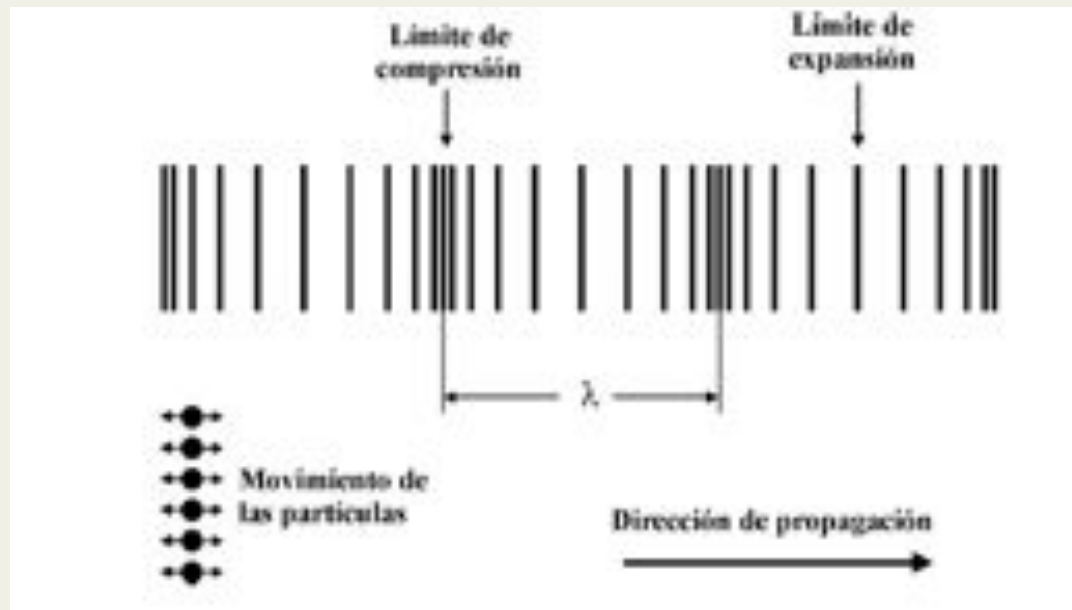 Límite de
compresión
Límite de
expansión
λ
Movimiento de
las partículas
Dirección de propagación